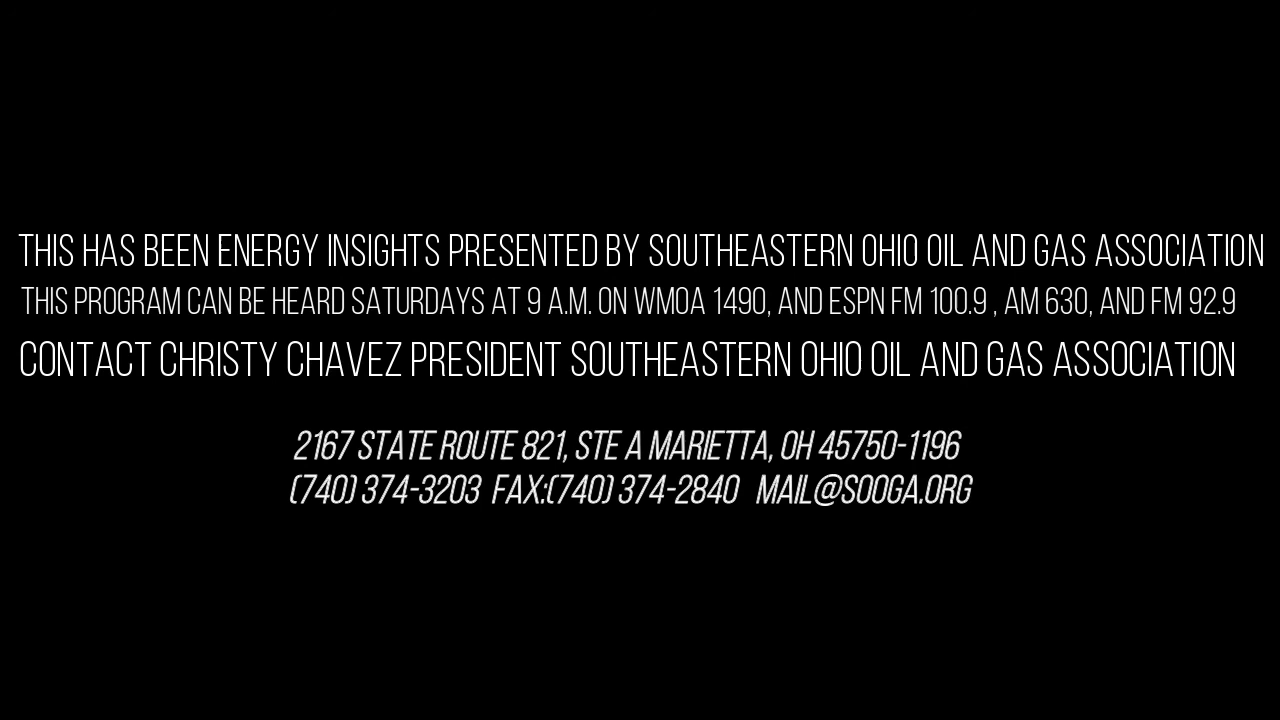 THIS HAS BEEN ENERGY INSIGHTS PRESENTED BY SOUTHEASTERN OHIO OIL AND GAS ASSOCIATION
THIS PROGRAM CAN BE HEARD SATURDAYS AT 9 A.M. ON WMOA 1490, AND ESPN FM 100.9 , AM 630, AND FM 92.9
CONTACT CHRISTY CHAVEZ PRESIDENT SOUTHEASTERN OHIO OIL AND GAS ASSOCIATION
2167 STATE ROUTE 821, STE A MARIETTA, OH 45750-1196
(740) 374-3203 FAX:(740) 374-2840 MAIL@SOOGA.ORG